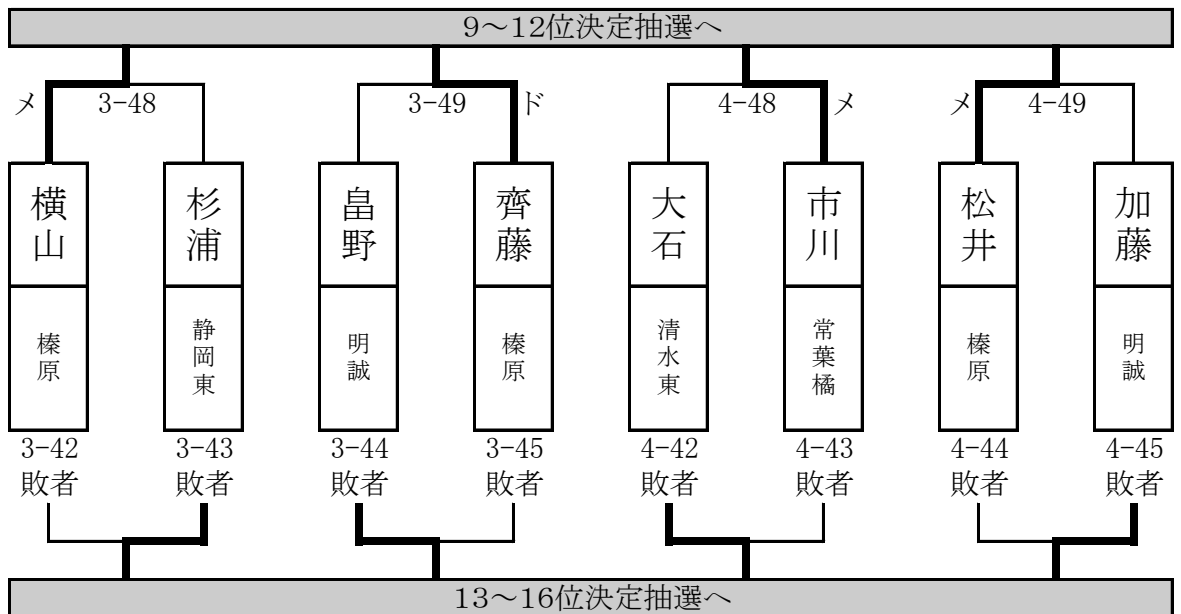 9～12位決定抽選へ
メ 3-48 3-49 ド 4-48 メ メ 4-49
横山 杉浦 畠野 齊藤 大石 市川 松井 加藤
榛原 静岡東 明誠 榛原 清水東 常葉橘 榛原 明誠
3-42 3-43 3-44 3-45 4-42 4-43 4-44 4-45
敗者 敗者 敗者 敗者 敗者 敗者 敗者 敗者
13～16位決定抽選へ